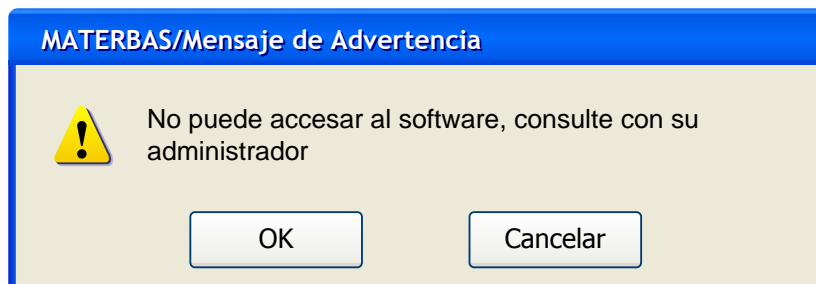 MATERBAS/Mensaje de Advertencia
No puede accesar al software, consulte con su
administrador
OK
Cancelar